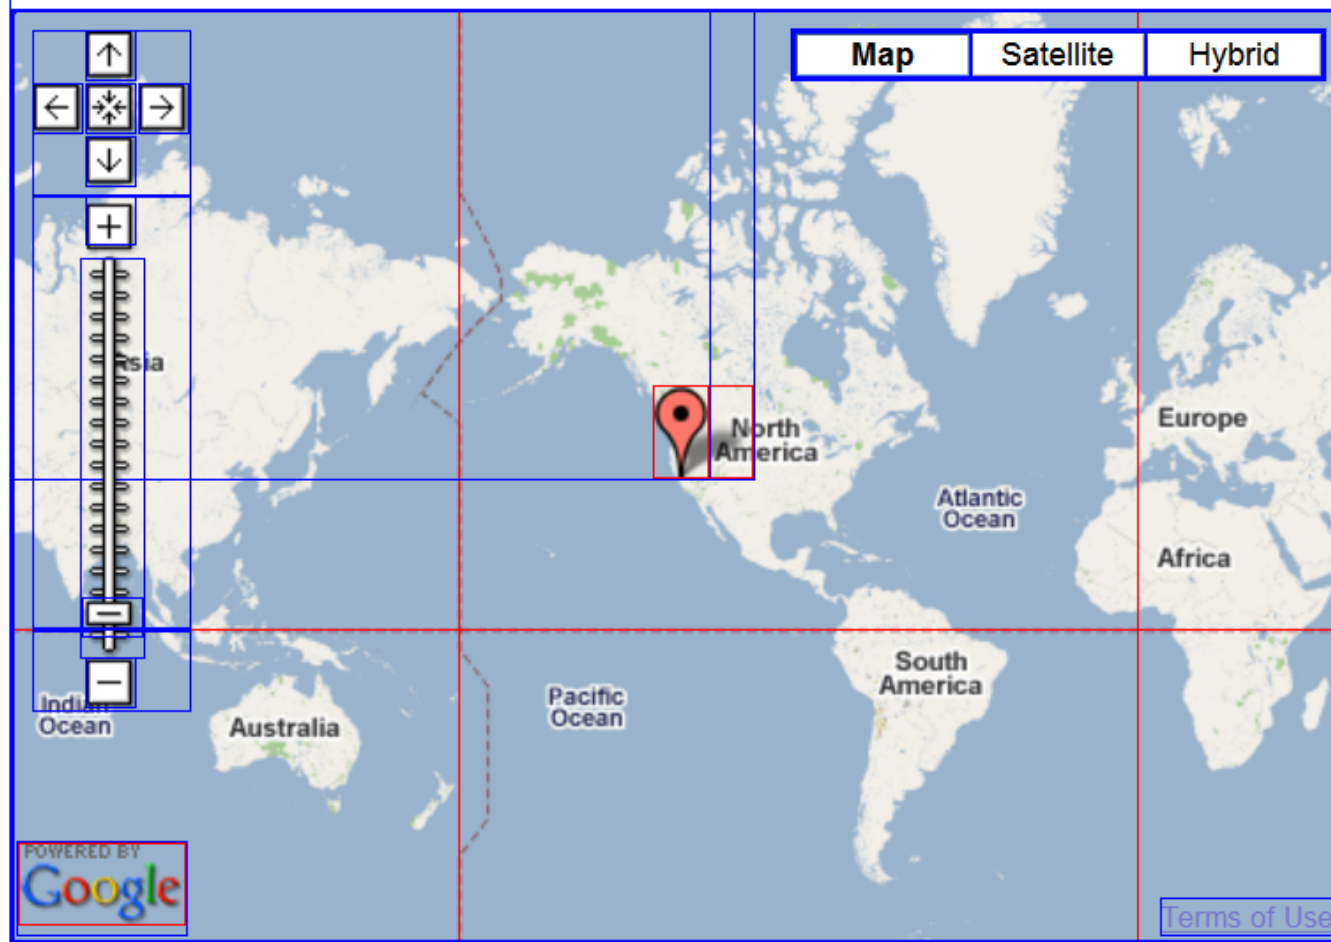 Map
Satellite
Hybrid
Asia
North
America
Europe
Atlantic
Ocean
Africa
South
America
Pacific
Ocean
Indian
Ocean
Australia
POWERED BY
Google
Terms of Use